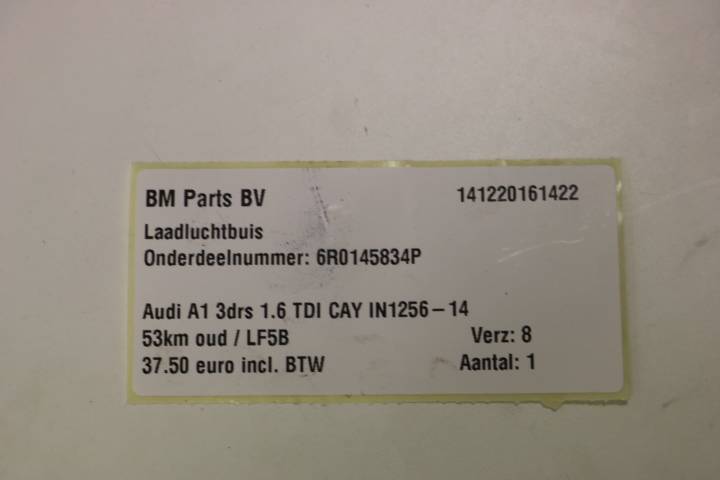 BM Parts BV 141220161422
Laadluchtbuis
Onderdeelnummer: 6R0145834P
Audi A1 3drs 1.6 TDI CAY IN1256-14
53km oud / LF5B Verz: 8
37.50 euro incl. BTW Aantal: 1